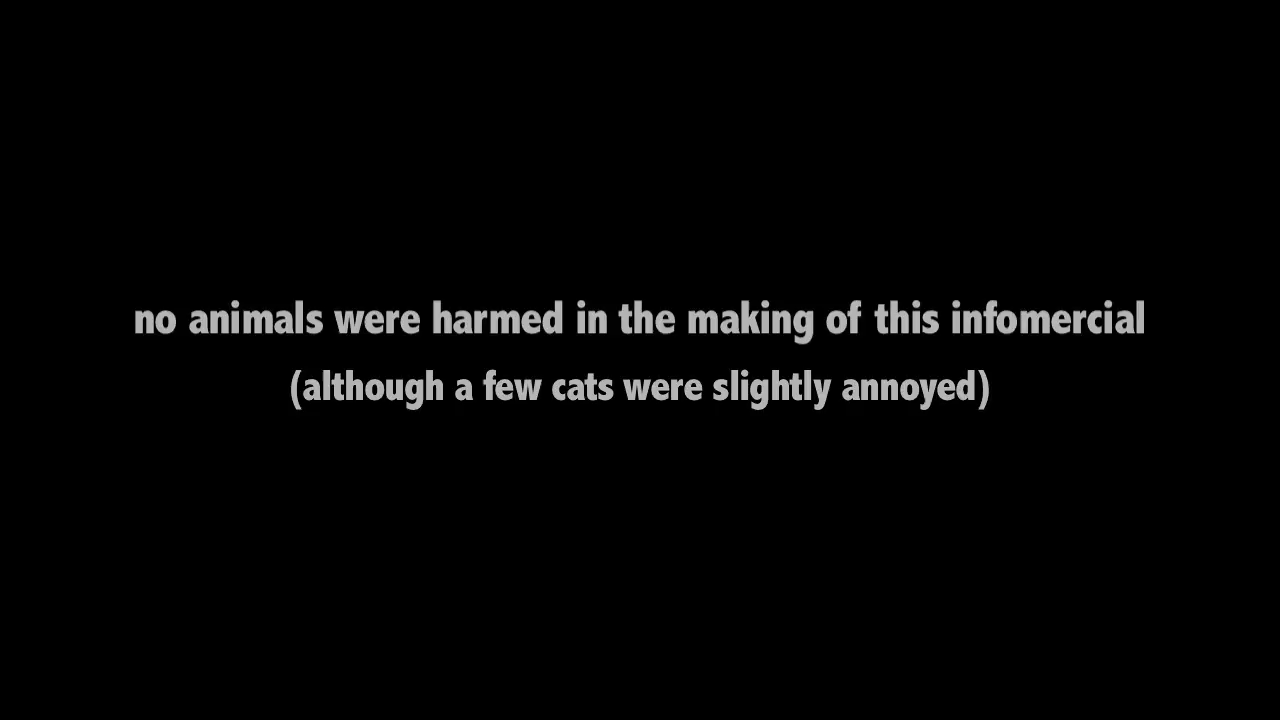 no animals were harmed in the making of this infomercial
(although a few cats were slightly annoyed)